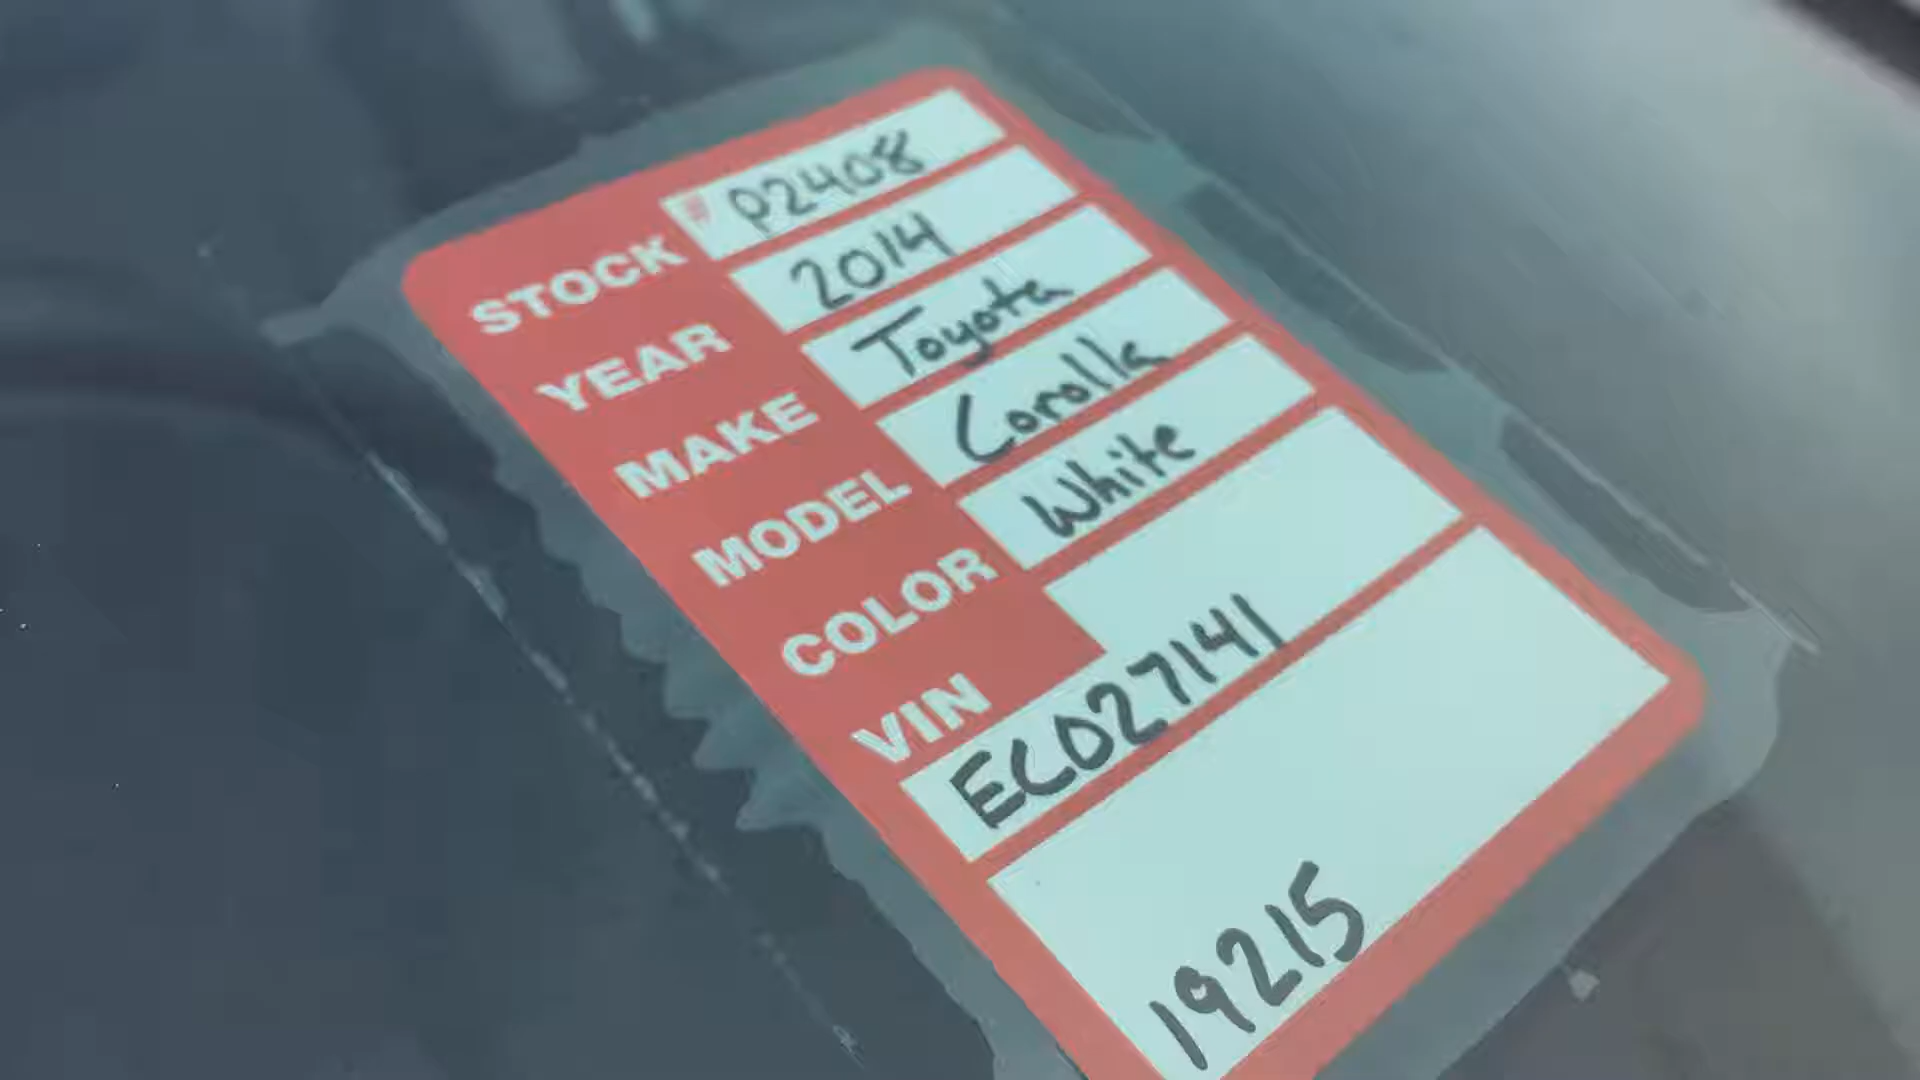 STOCK P2408
YEAR 2014
MAKE Toyota
MODEL Corolla
COLOR White
VIN
EC027141
19215